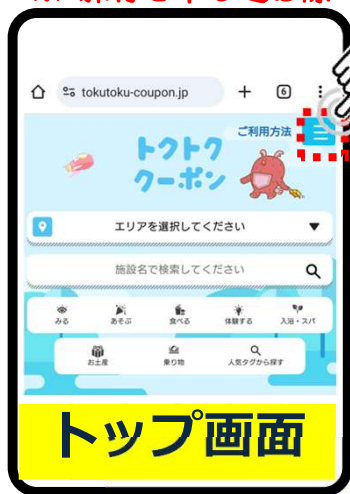 tokutoku-coupon.jp
6
ご利用方法
トクトク
クーポン
エリアを選択してください
施設名で検索してください
みる
あそぶ
食べる
体験する
入浴・スパ
お土産
乗り物
人気タグから探す
トップ画面